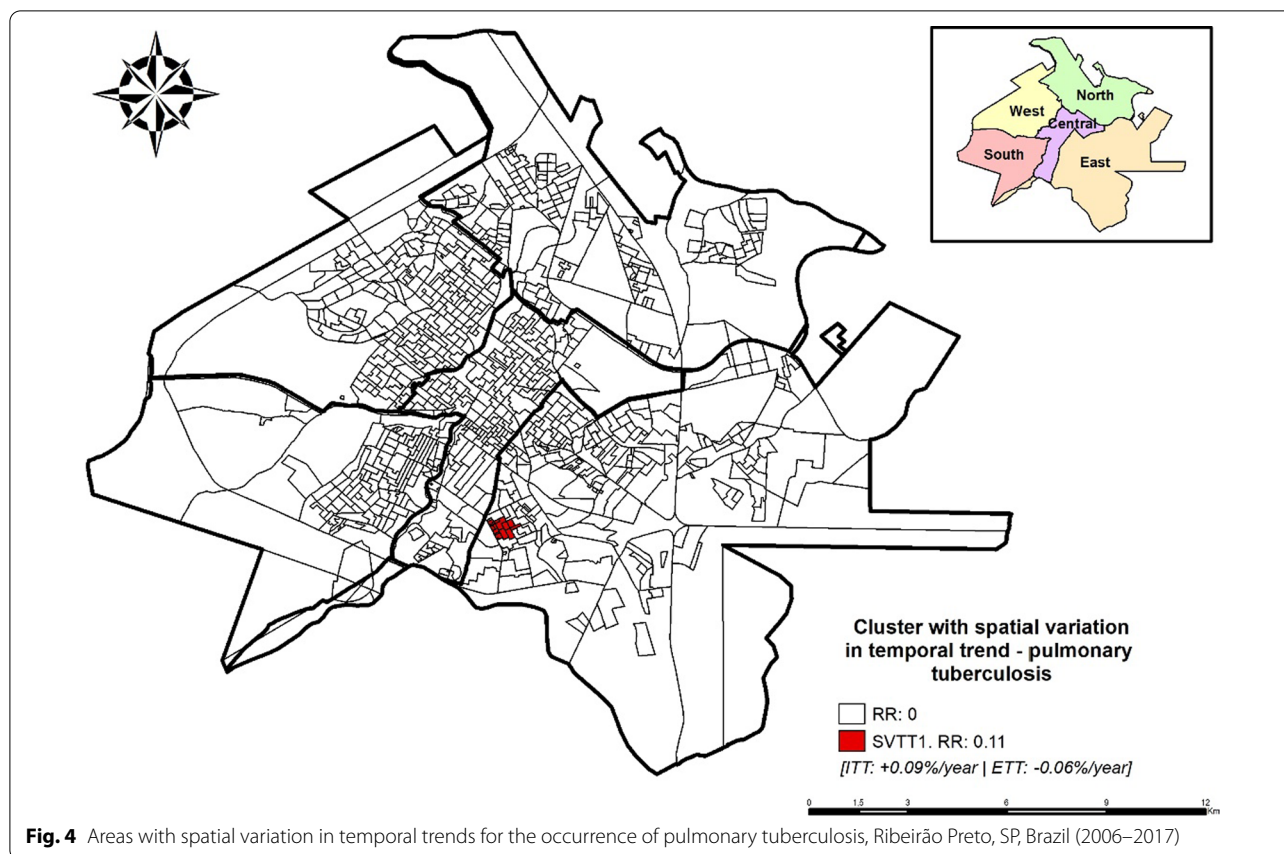 North
West
Central
South
East
Cluster with spatial variation
in temporal trend - pulmonary
tuberculosis
RR: 0
SVTT1. RR: 0.11
[ITT: +0.09%/year | ETT: -0.06%/year]
0 1.5 3 6 9 12
Km
Fig. 4 Areas with spatial variation in temporal trends for the occurrence of pulmonary tuberculosis, Ribeirão Preto, SP, Brazil (2006–2017)